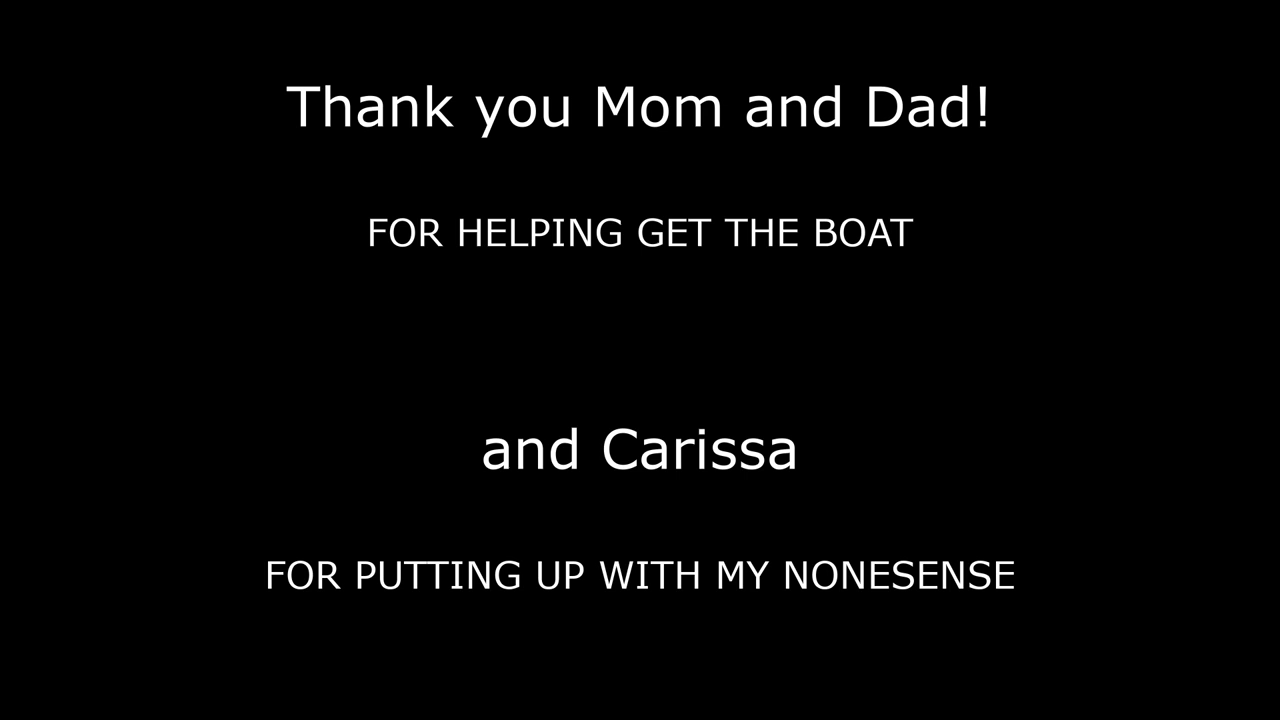 Thank you Mom and Dad!
FOR HELPING GET THE BOAT
and Carissa
FOR PUTTING UP WITH MY NONESENSE